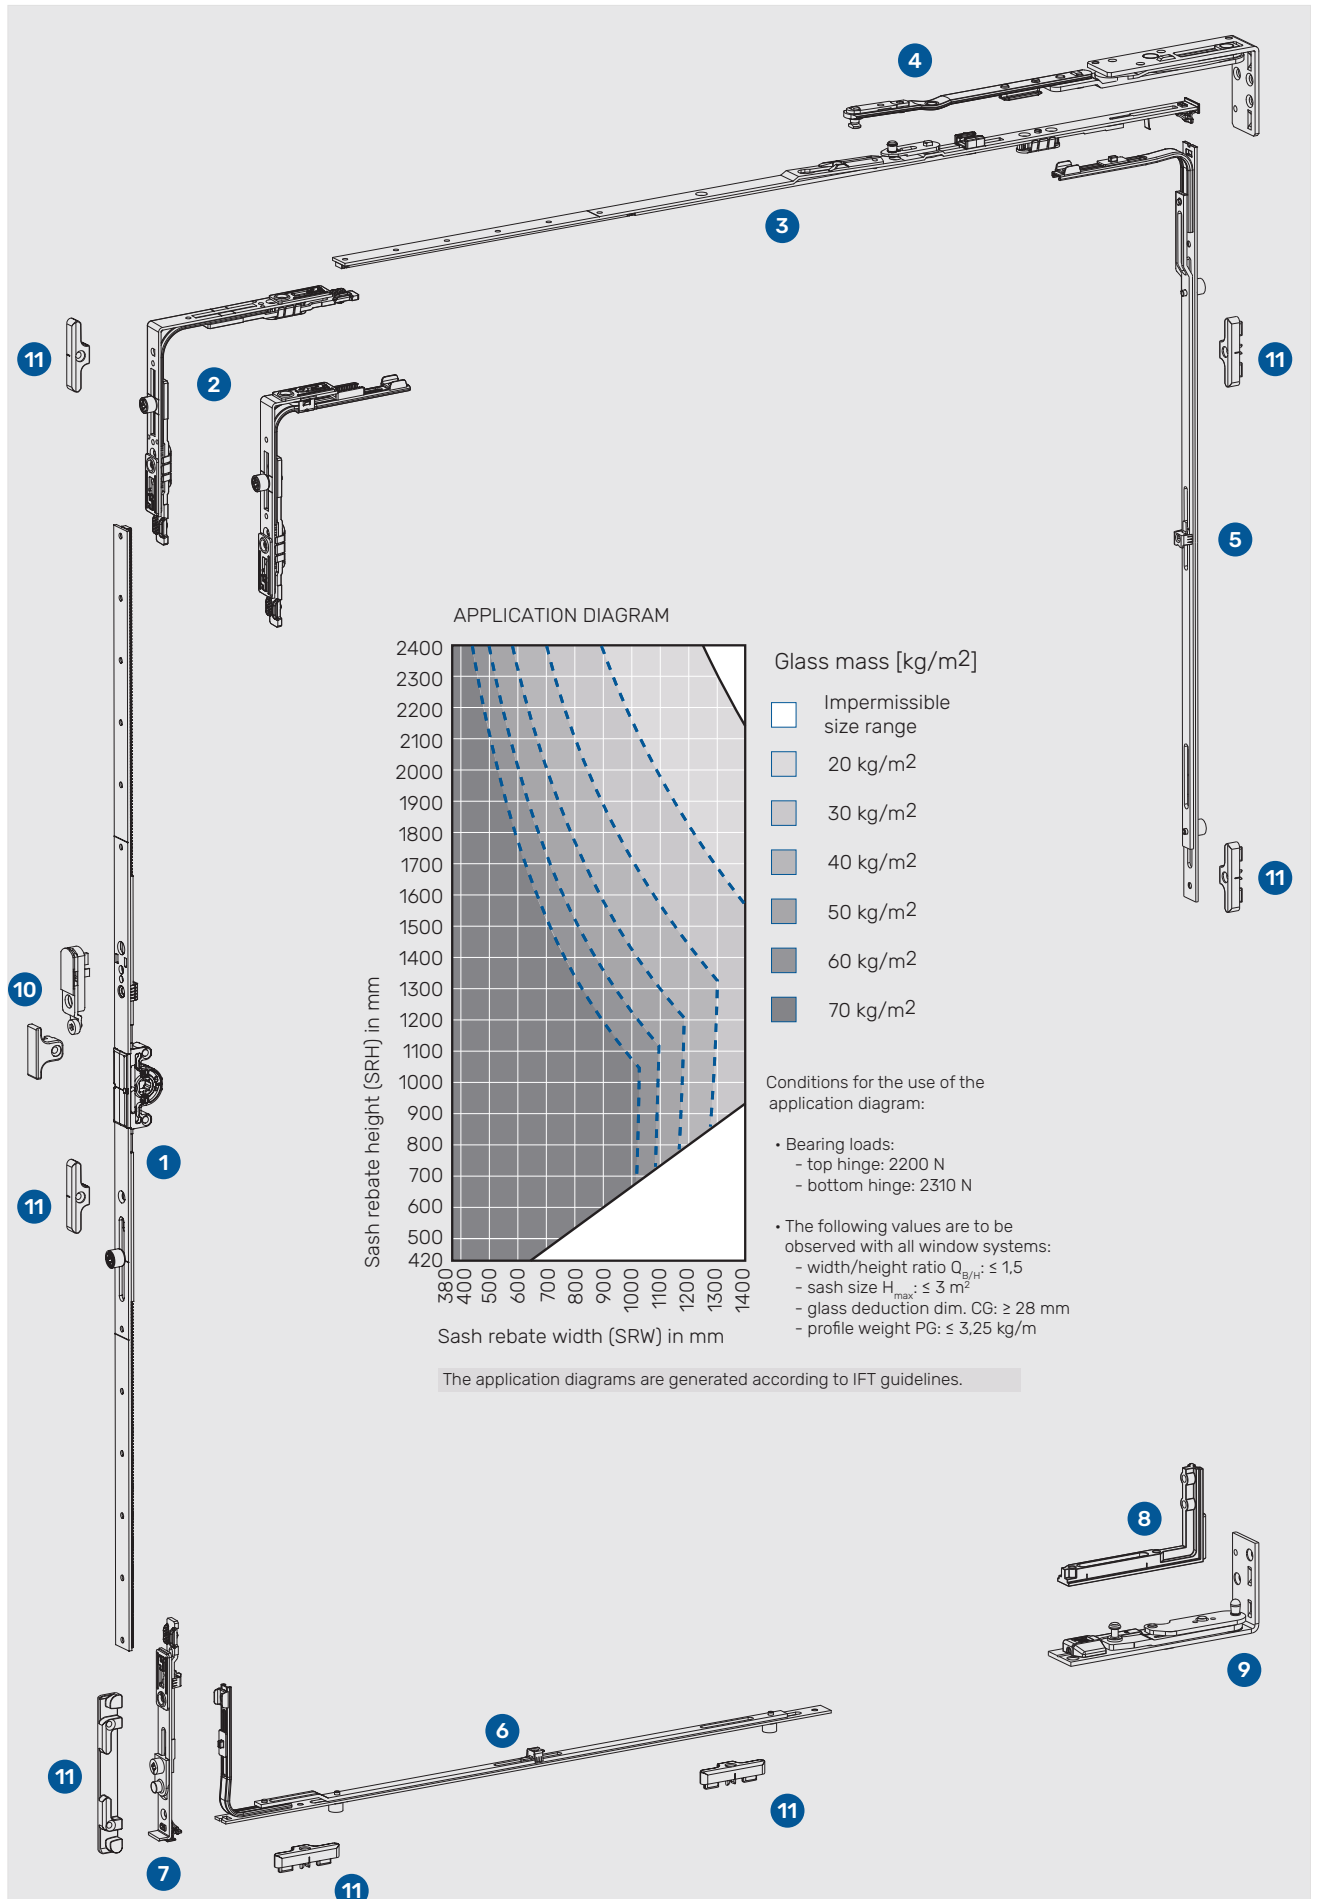 4
3
11
2
11
5
APPLICATION DIAGRAM
2400
2300
2200
2100
2000
1900
1800
1700
1600
1500
1400
1300
1200
1100
1000
900
800
700
600
500
420
Sash rebate height (SRH) in mm
380
400
500
600
700
800
900
1000
1100
1200
1300
1400
Sash rebate width (SRW) in mm
Glass mass [kg/m2]
Impermissible
size range
20 kg/m2
30 kg/m2
40 kg/m2
50 kg/m2
60 kg/m2
70 kg/m2
11
10
1
11
Conditions for the use of the
application diagram:
• Bearing loads:
- top hinge: 2200 N
- bottom hinge: 2310 N
• The following values are to be
observed with all window systems:
- width/height ratio Q_B/H: ≤ 1,5
- sash size H_max: ≤ 3 m²
- glass deduction dim. CG: ≥ 28 mm
- profile weight PG: ≤ 3,25 kg/m
The application diagrams are generated according to IFT guidelines.
8
9
6
11
11
7
11